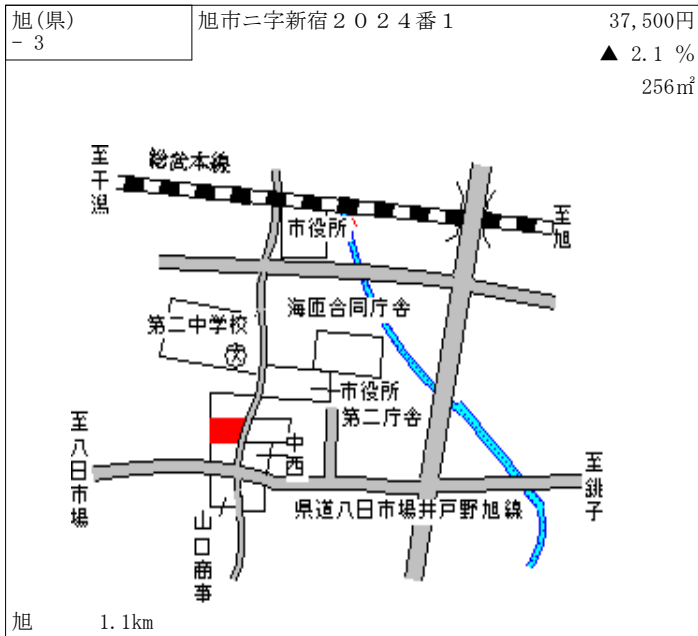 旭(県)
- 3
旭市ニ字新宿２０２４番１
37,500円
▲ 2.1 %
256㎡
至干潟
総武本線
至旭
市役所
海匝合同庁舎
第二中学校
文
市役所
第二庁舎
至八日市場
中西
至銚子
県道八日市場井戸野旭線
山口商事
旭 1.1km